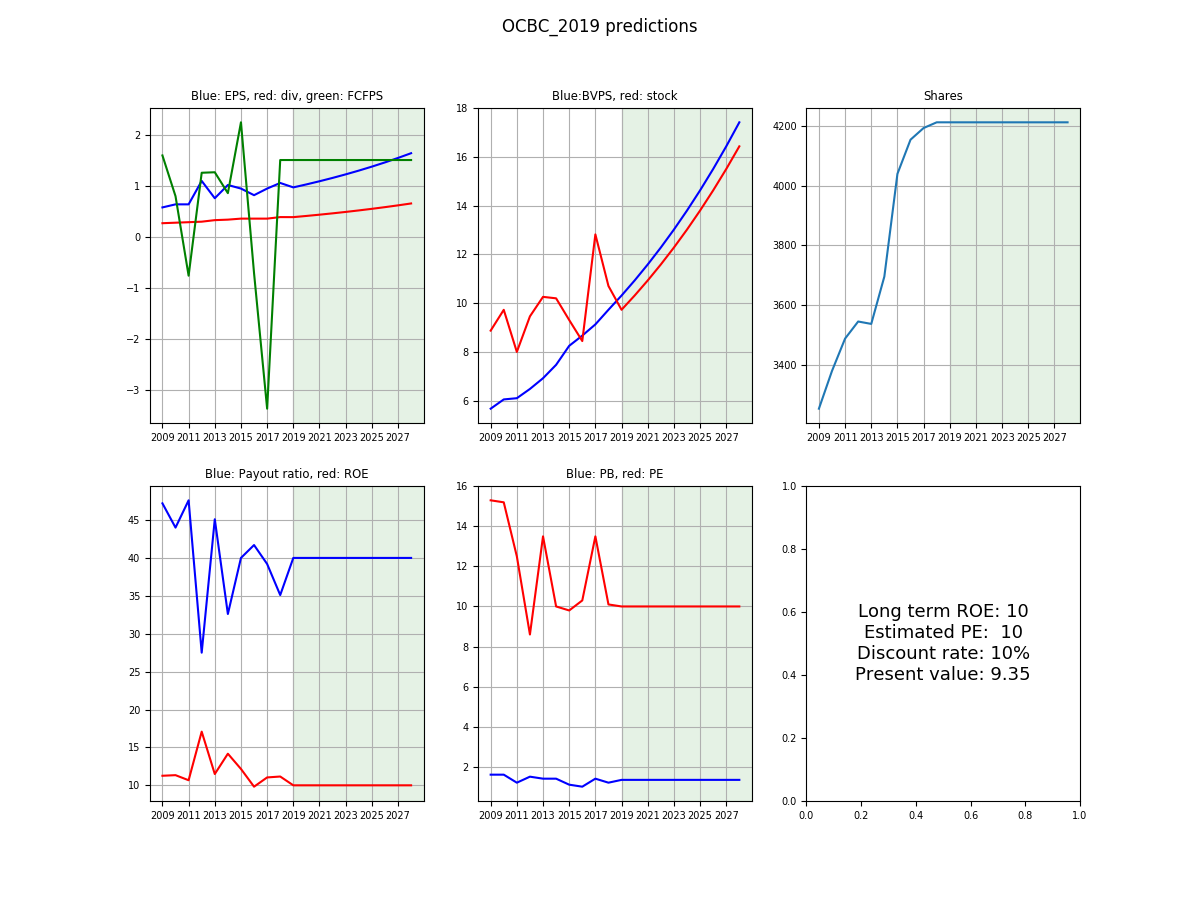 OCBC_2019 predictions
Blue: EPS, red: div, green: FCFPS
2
1
0
−1
−2
−3
2009 2011 2013 2015 2017 2019 2021 2023 2025 2027
Blue:BVPS, red: stock
18
16
14
12
10
8
6
2009 2011 2013 2015 2017 2019 2021 2023 2025 2027
Shares
4200
4000
3800
3600
3400
2009 2011 2013 2015 2017 2019 2021 2023 2025 2027
Blue: Payout ratio, red: ROE
45
40
35
30
25
20
15
10
2009 2011 2013 2015 2017 2019 2021 2023 2025 2027
Blue: PB, red: PE
16
14
12
10
8
6
4
2
2009 2011 2013 2015 2017 2019 2021 2023 2025 2027
1.0
0.8
0.6
0.4
0.2
0.0
Long term ROE: 10
Estimated PE:  10
Discount rate: 10%
Present value: 9.35
0.0 0.2 0.4 0.6 0.8 1.0